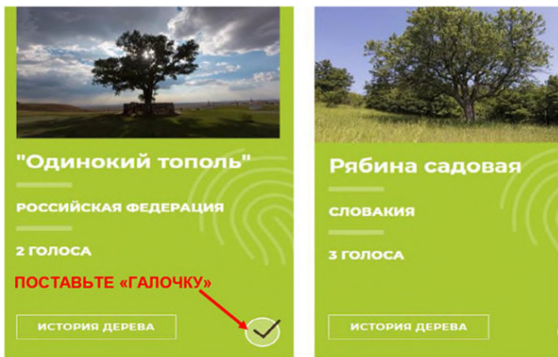 "Одинокий тополь"
РОССИЙСКАЯ ФЕДЕРАЦИЯ
2 ГОЛОСА
ПОСТАВЬТЕ «ГАЛОЧКУ»
ИСТОРИЯ ДЕРЕВА
Рябина садовая
СЛОВАКИЯ
3 ГОЛОСА
ИСТОРИЯ ДЕРЕВА